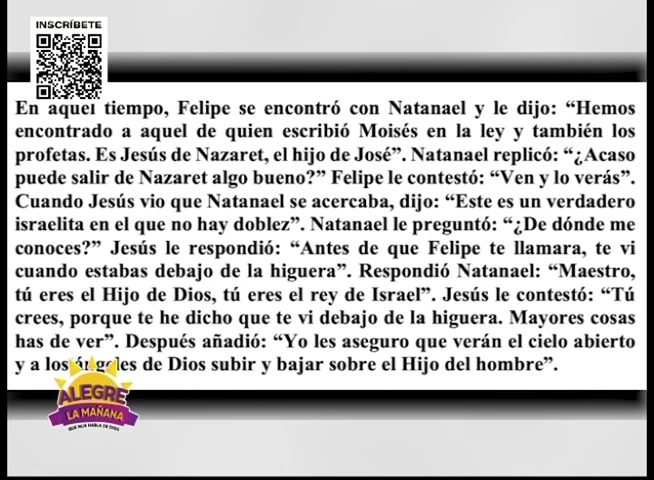 INSCRÍBETE
En aquel tiempo, Felipe se encontró con Natanael y le dijo: “Hemos
encontrado a aquel de quien escribió Moisés en la ley y también los
profetas. Es Jesús de Nazaret, el hijo de José”. Natanael replicó: “¿Acaso
puede salir de Nazaret algo bueno?” Felipe le contestó: “Ven y lo verás”.
Cuando Jesús vio que Natanael se acercaba, dijo: “Este es un verdadero
israelita en el que no hay doblez”. Natanael le preguntó: “¿De dónde me
conoces?” Jesús le respondió: “Antes de que Felipe te llamara, te vi
cuando estabas debajo de la higuera”. Respondió Natanael: “Maestro,
tú eres el Hijo de Dios, tú eres el rey de Israel”. Jesús le contestó: “Tú
crees, porque te he dicho que te vi debajo de la higuera. Mayores cosas
has de ver”. Después añadió: “Yo les aseguro que verán el cielo abierto
y a los ángeles de Dios subir y bajar sobre el Hijo del hombre”.
ALEGRE
LA MAÑANA
QUE NOS HABLA DE DIOS